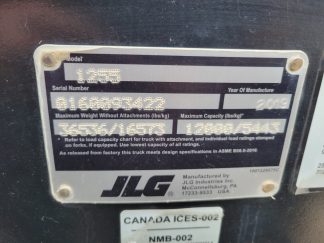 Model
1255
Serial Number
Year Of Manufacture
0160093422
Maximum Weight Without Attachments (lbs/kg)
Maximum Capacity (lbs/kg)*
12000/5443
* Refer to load capacity chart for truck with attachment, and individual load ratings stamped
on forks, if equipped. Use lowest capacity of all.
As released from factory this truck meets design specifications in ASME B56.6-2016
JLG
Manufactured by
JLG Industries Inc.
McConnellsburg, PA
17233-9533 USA
CANADA ICES-002
NMB-002